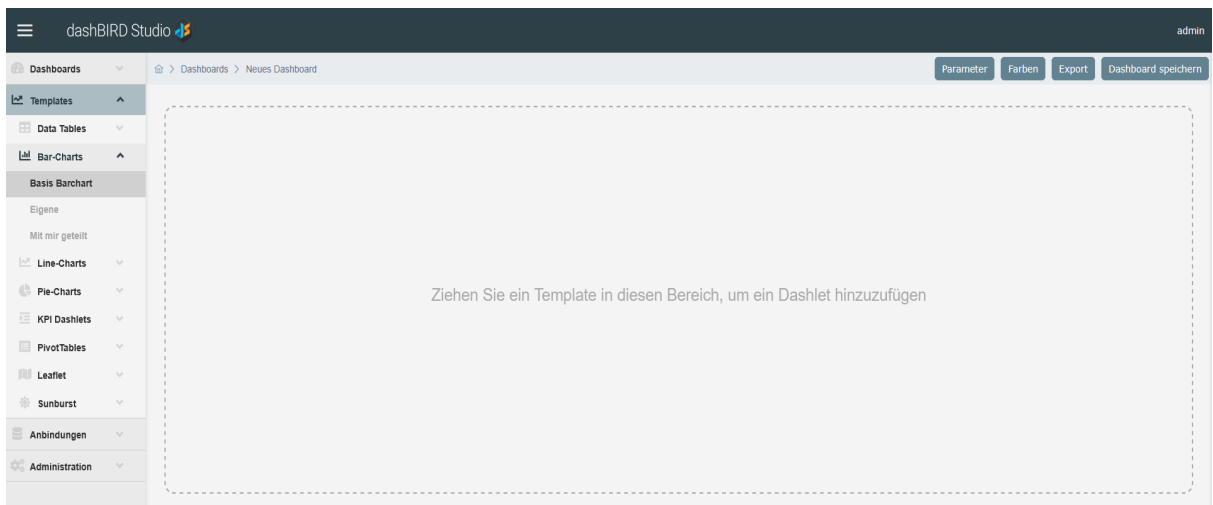 dashBIRD Studio
admin
Dashboards
Dashboards > Neues Dashboard
Parameter
Farben
Export
Dashboard speichern
Templates
Data Tables
Bar-Charts
Basis Barchart
Eigene
Mit mir geteilt
Line-Charts
Pie-Charts
KPI Dashlets
PivotTables
Leaflet
Sunburst
Anbindungen
Administration
Ziehen Sie ein Template in diesen Bereich, um ein Dashlet hinzuzufügen